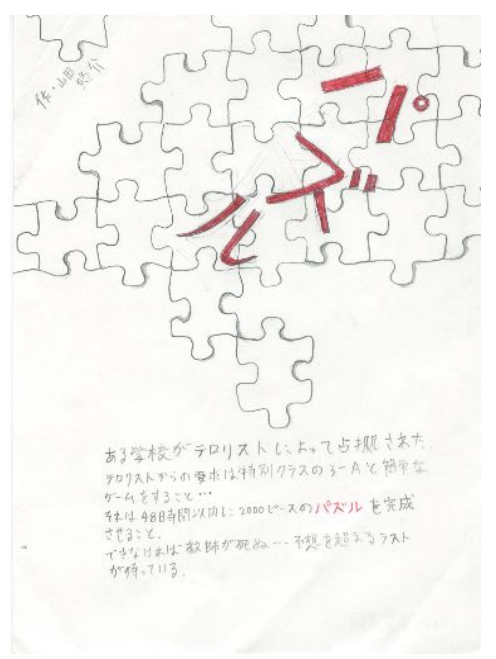 作・山田
悠介
パズル
ある学校がテロリストによって占拠された.
テロリストからの要求は特別クラスの3-Aと簡単な
ゲームをすること…
それは48時間以内に2000ピースのパズルを完成
させること.
できなければ教師が死ぬ… 予想を超えるラスト
が待っている.